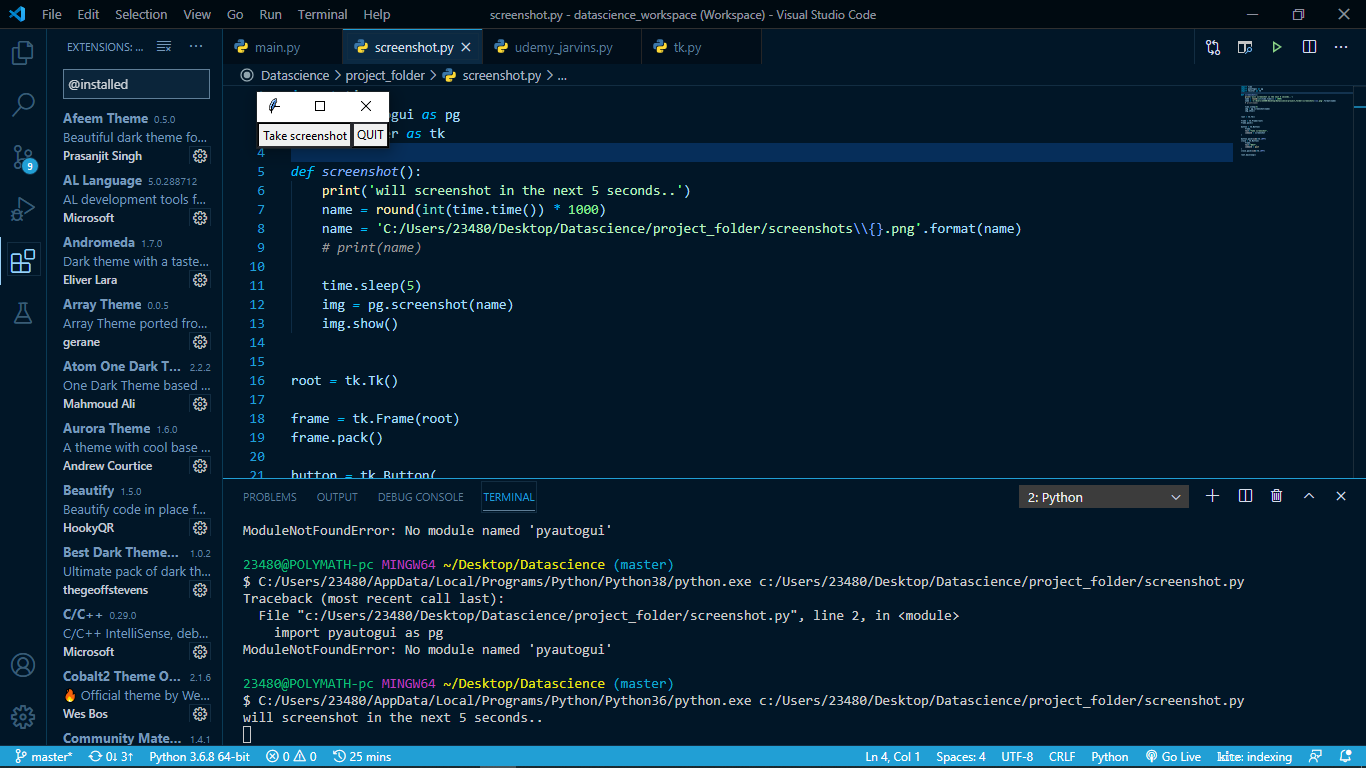 File Edit Selection View Go Run Terminal Help screenshot.py - datascience_workspace (Workspace) - Visual Studio Code
EXTENSIONS: ... ···
@installed
Afeem Theme 0.5.0
Beautiful dark theme fo...
Prasanjit Singh
AL Language 5.0.288712
AL development tools f...
Microsoft
Andromeda 1.7.0
Dark theme with a taste...
Eliver Lara
Array Theme 0.0.5
Array Theme ported fro...
gerane
Atom One Dark T... 2.2.2
One Dark Theme based ...
Mahmoud Ali
Aurora Theme 1.6.0
A theme with cool base ...
Andrew Courtice
Beautify 1.5.0
Beautify code in place f...
HookyQR
Best Dark Theme... 1.0.2
Ultimate pack of dark th...
thegeoffstevens
C/C++ 0.29.0
C/C++ IntelliSense, deb...
Microsoft
Cobalt2 Theme O... 2.1.6
🔥 Official theme by We...
Wes Bos
Community Mate... 1.4.1
9
main.py screenshot.py udemy_jarvins.py tk.py
Datascience > project_folder > screenshot.py > ...
Take screenshot QUIT
gui as pg
er as tk
4
5 def screenshot():
6 print('will screenshot in the next 5 seconds..')
7 name = round(int(time.time()) * 1000)
8 name = 'C:/Users/23480/Desktop/Datascience/project_folder/screenshots\\{}.png'.format(name)
9 # print(name)
10
11 time.sleep(5)
12 img = pg.screenshot(name)
13 img.show()
14
15
16 root = tk.Tk()
17
18 frame = tk.Frame(root)
19 frame.pack()
20
21 button = tk.Button(
PROBLEMS OUTPUT DEBUG CONSOLE TERMINAL 2: Python
ModuleNotFoundError: No module named 'pyautogui'
23480@POLYMATH-pc MINGW64 ~/Desktop/Datascience (master)
$ C:/Users/23480/AppData/Local/Programs/Python/Python38/python.exe c:/Users/23480/Desktop/Datascience/project_folder/screenshot.py
Traceback (most recent call last):
File "c:/Users/23480/Desktop/Datascience/project_folder/screenshot.py", line 2, in <module>
import pyautogui as pg
ModuleNotFoundError: No module named 'pyautogui'
23480@POLYMATH-pc MINGW64 ~/Desktop/Datascience (master)
$ C:/Users/23480/AppData/Local/Programs/Python/Python36/python.exe c:/Users/23480/Desktop/Datascience/project_folder/screenshot.py
will screenshot in the next 5 seconds..
master* 0↓ 3↑ Python 3.6.8 64-bit 0 0 25 mins Ln 4, Col 1 Spaces: 4 UTF-8 CRLF Python Go Live kite: indexing